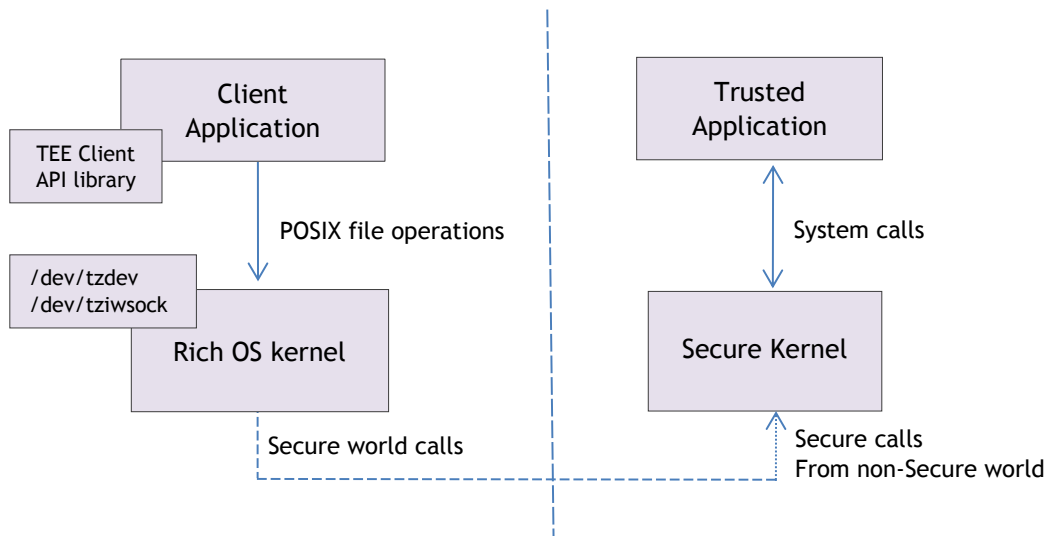 Client
Application
TEE Client
API library
POSIX file operations
/dev/tzdev
/dev/tziwsock
Rich OS kernel
Secure world calls
Trusted
Application
System calls
Secure Kernel
Secure calls
From non-Secure world